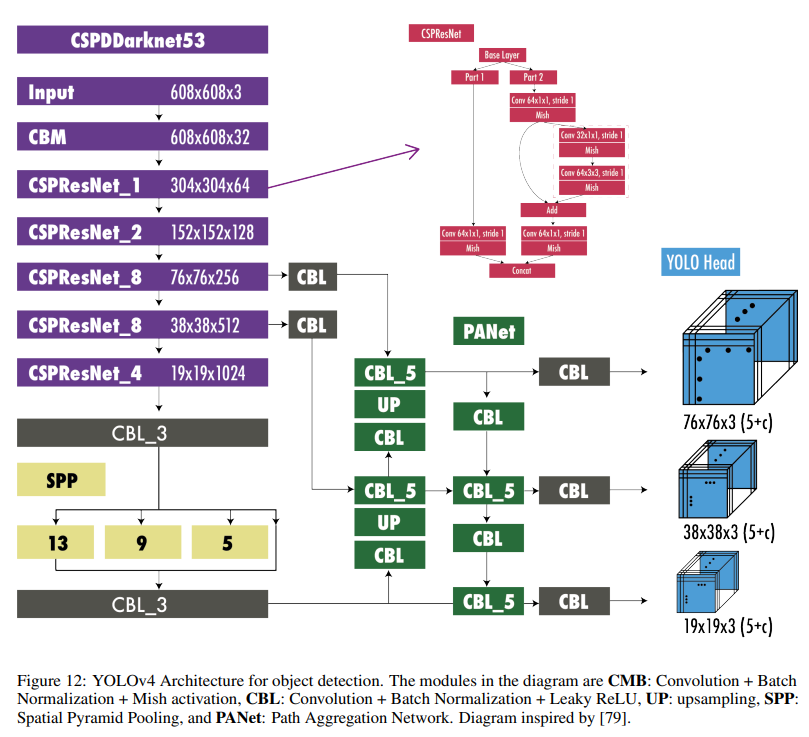 CSPDDarknet53
Input 608x608x3
CBM 608x608x32
CSPResNet_1 304x304x64
CSPResNet_2 152x152x128
CSPResNet_8 76x76x256
CSPResNet_8 38x38x512
CSPResNet_4 19x19x1024
CBL_3
SPP
13 9 5
CBL_3
CSPResNet
Base Layer
Part 1 Part 2
Conv 64x1x1, stride 1
Mish
Conv 32x1x1, stride 1
Mish
Conv 64x3x3, stride 1
Mish
Add
Conv 64x1x1, stride 1 Conv 64x1x1, stride 1
Mish Mish
Concat
CBL
CBL
PANet
CBL_5
UP
CBL
CBL_5
UP
CBL
CBL
CBL_5
CBL
CBL_5
CBL
CBL
CBL
YOLO Head
76x76x3 (5+c)
38x38x3 (5+c)
19x19x3 (5+c)
Figure 12: YOLOv4 Architecture for object detection. The modules in the diagram are CMB: Convolution + Batch
Normalization + Mish activation, CBL: Convolution + Batch Normalization + Leaky ReLU, UP: upsampling, SPP:
Spatial Pyramid Pooling, and PANet: Path Aggregation Network. Diagram inspired by [79].